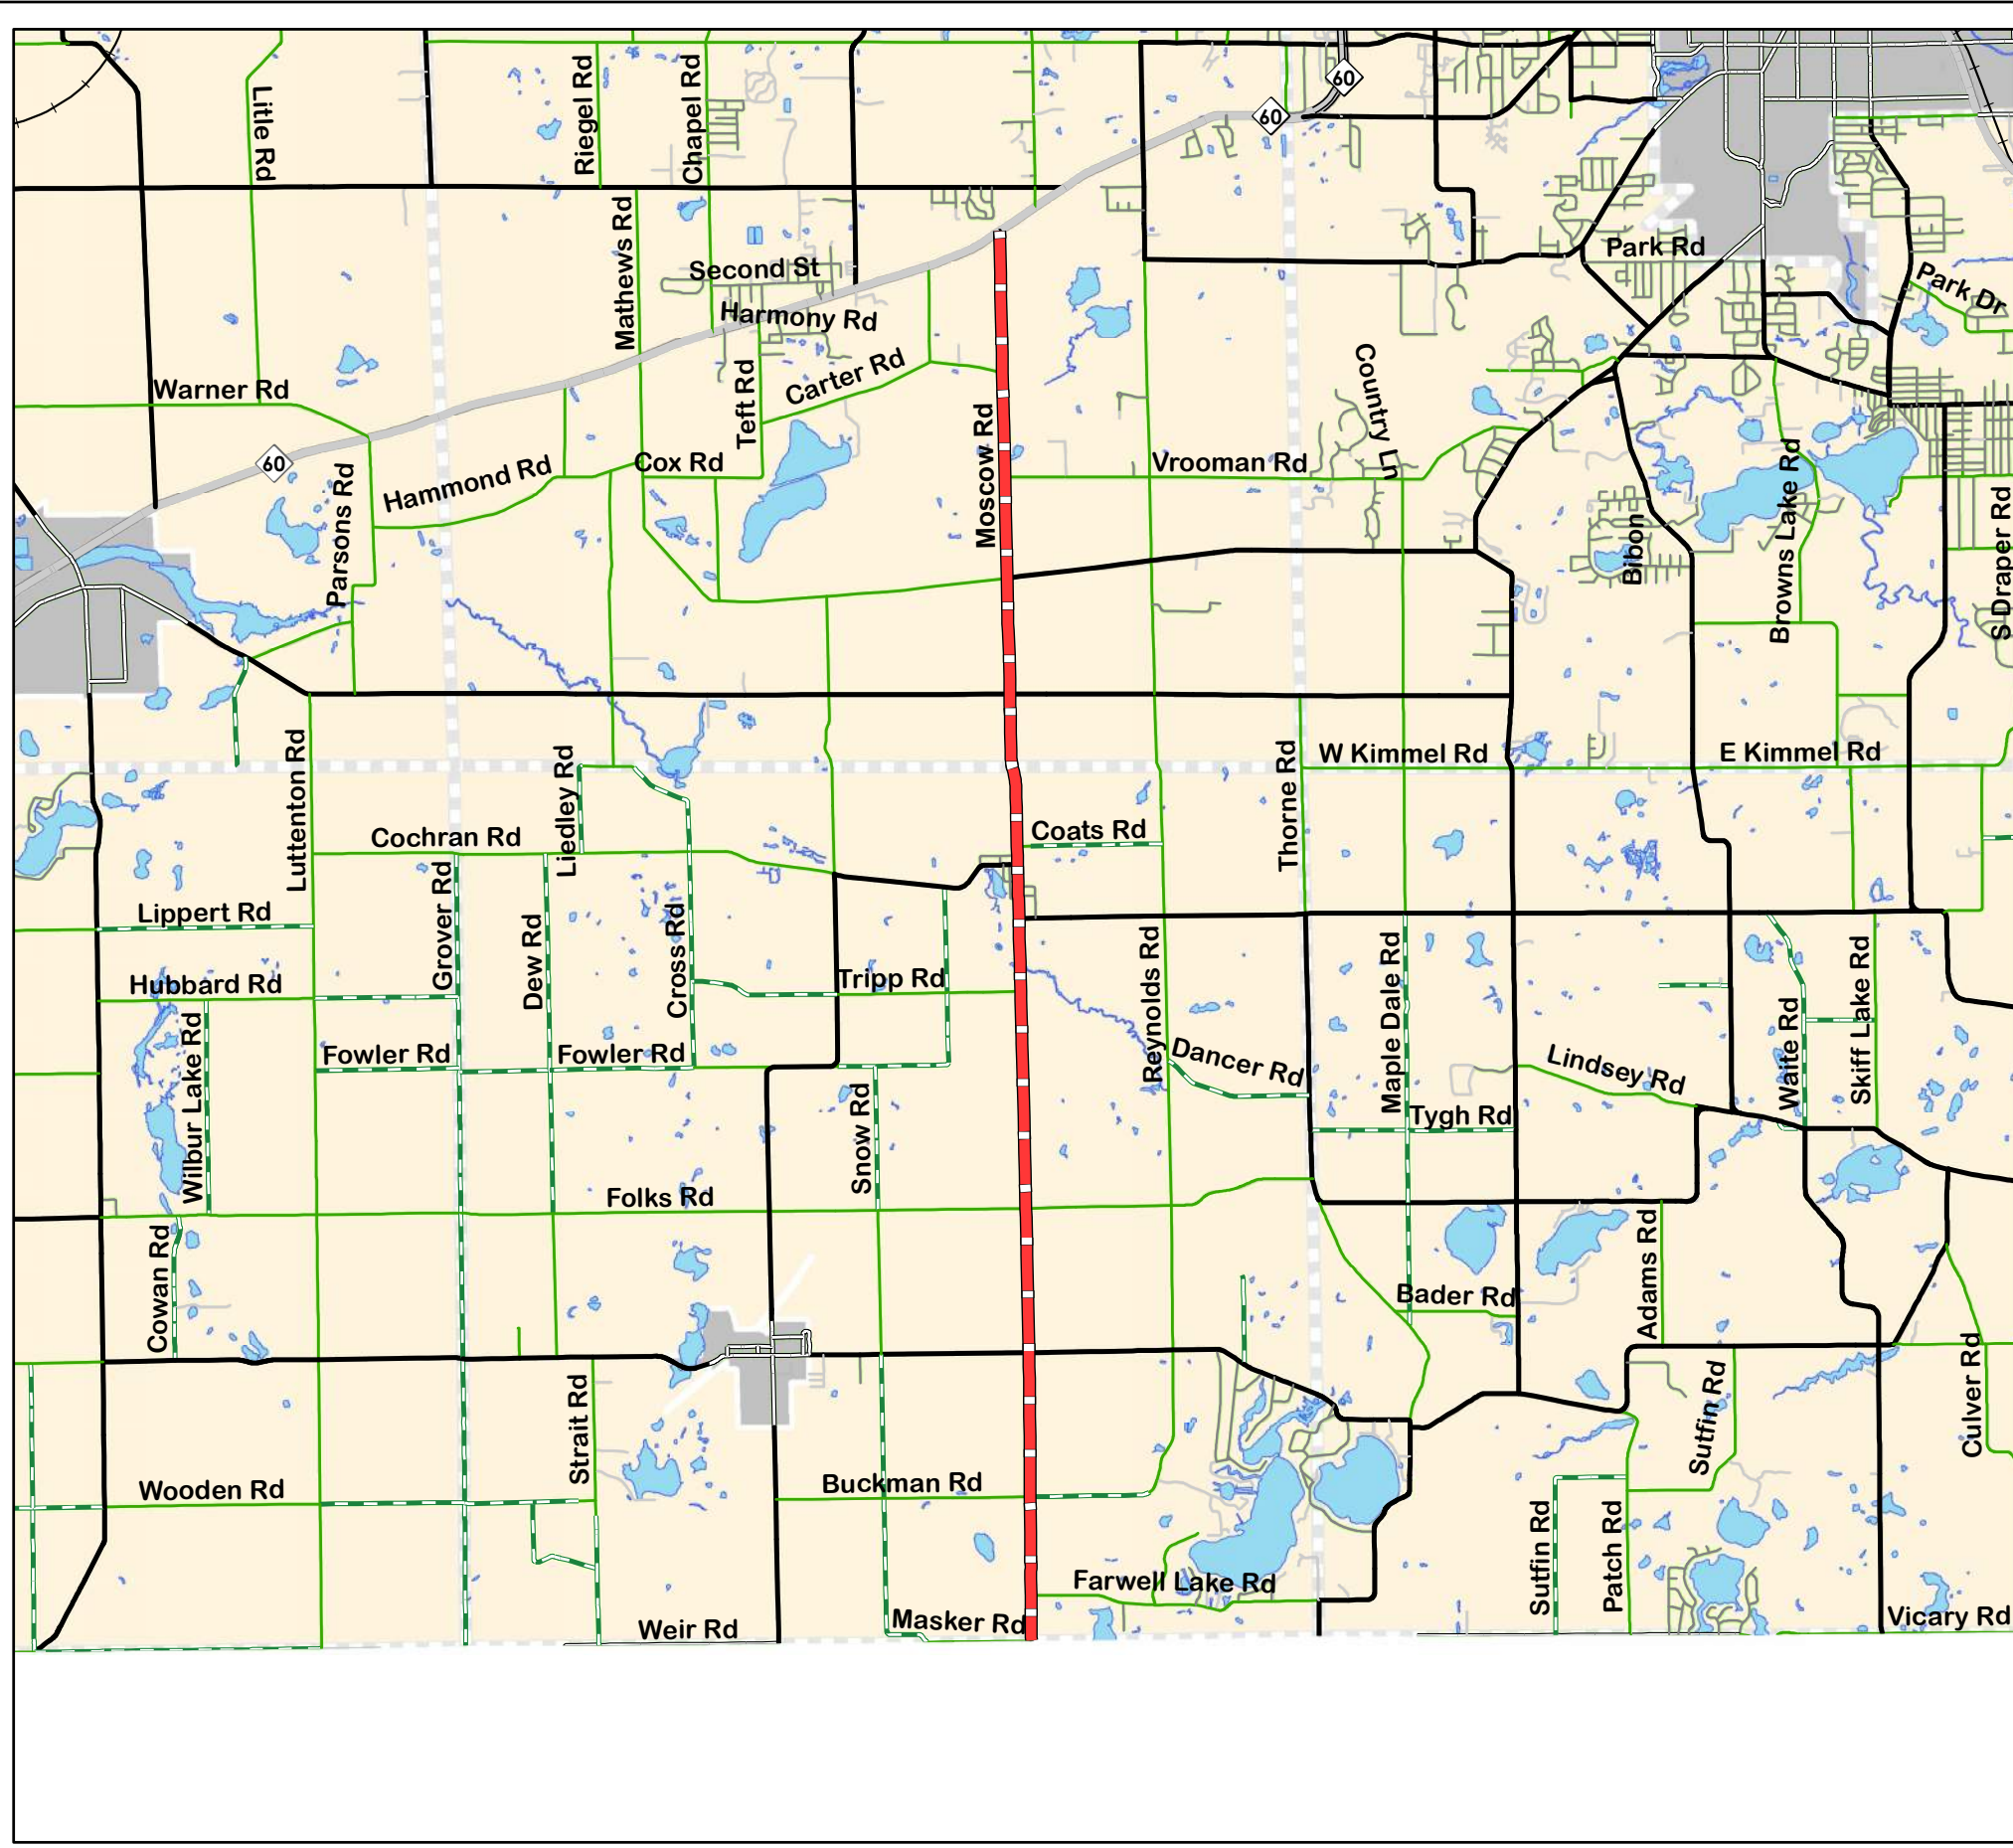 60
60
Little Rd
Riegel Rd
Chapel Rd
Mathews Rd
Second St
Harmony Rd
Park Rd
Park Dr
Warner Rd
Teft Rd
Carter Rd
Moscow Rd
Country Ln
60
Parsons Rd
Hammond Rd
Cox Rd
Vrooman Rd
Bibon
Browns Lake Rd
S Draper Rd
Luttenton Rd
Liedley Rd
Thorne Rd
W Kimmel Rd
E Kimmel Rd
Cochran Rd
Coats Rd
Lippert Rd
Grover Rd
Dew Rd
Cross Rd
Hubbard Rd
Tripp Rd
Reynolds Rd
Maple Dale Rd
Waite Rd
Skiff Lake Rd
Wilbur Lake Rd
Fowler Rd
Fowler Rd
Dancer Rd
Lindsey Rd
Snow Rd
Tygh Rd
Folks Rd
Cowan Rd
Bader Rd
Adams Rd
Strait Rd
Sutfin Rd
Culver Rd
Wooden Rd
Buckman Rd
Sutfin Rd
Patch Rd
Farwell Lake Rd
Weir Rd
Masker Rd
Vicary Rd